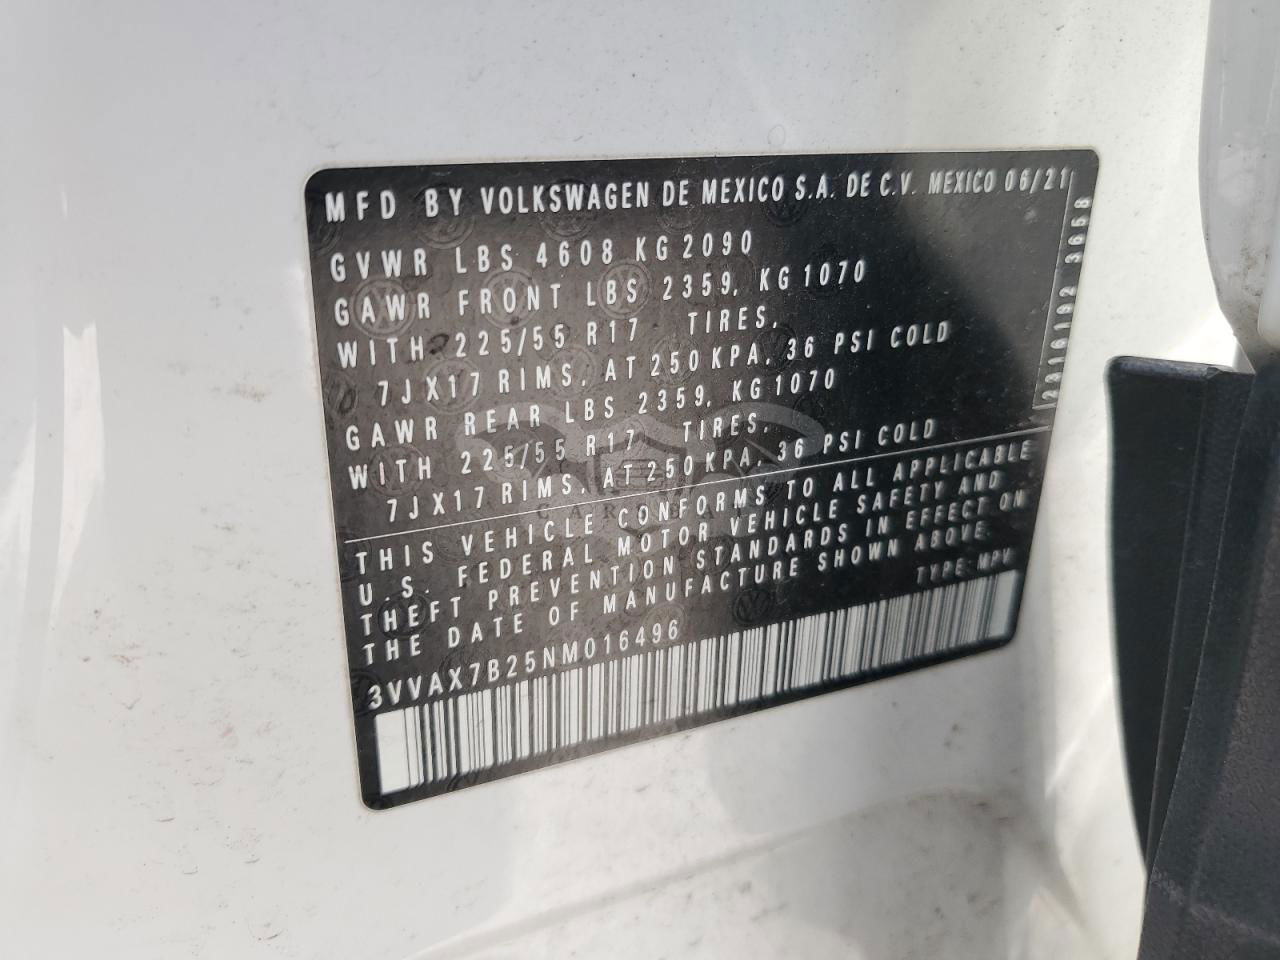 MFD BY VOLKSWAGEN DE MEXICO S.A. DE C.V. MEXICO 06/21
GVWR LBS 4608 KG 2090
GAWR FRONT LBS 2359, KG 1070
WITH 225/55 R17 TIRES,
7JX17 RIMS, AT 250 KPA, 36 PSI COLD
GAWR REAR LBS 2359, KG 1070
WITH 225/55 R17 TIRES,
7JX17 RIMS, AT 250 KPA, 36 PSI COLD
2316192 3658
THIS VEHICLE CONFORMS TO ALL APPLICABLE
U.S. FEDERAL MOTOR VEHICLE SAFETY AND
THEFT PREVENTION STANDARDS IN EFFECT ON
THE DATE OF MANUFACTURE SHOWN ABOVE.
3VVAX7B25NM016496
TYPE: MPV